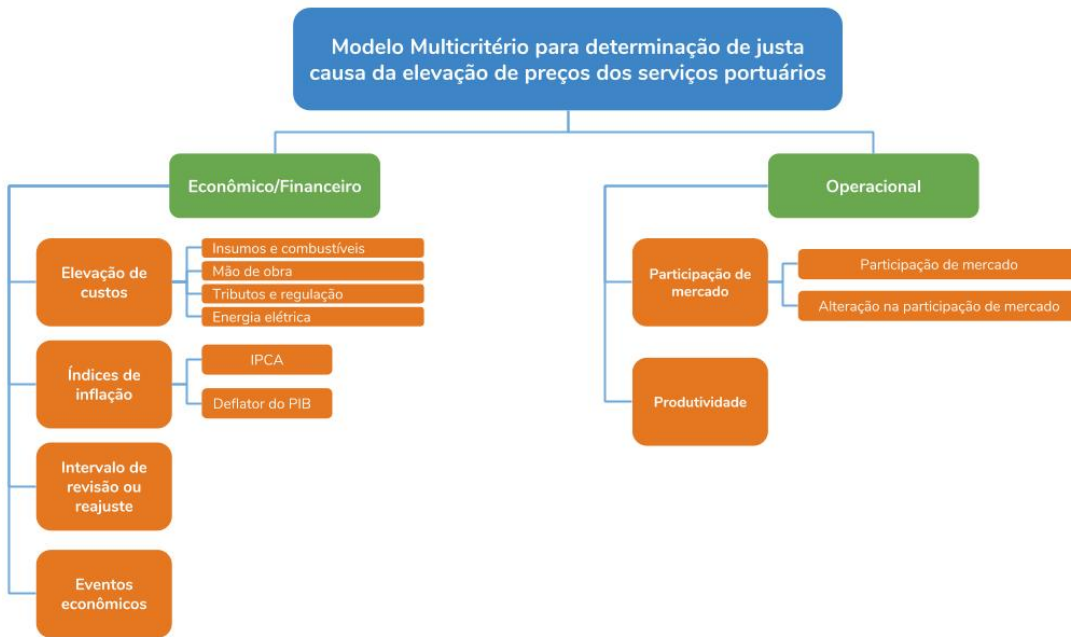 Modelo Multicritério para determinação de justa
causa da elevação de preços dos serviços portuários
Econômico/Financeiro
Operacional
Elevação de
custos
Insumos e combustíveis
Mão de obra
Tributos e regulação
Energia elétrica
Índices de
inflação
IPCA
Deflator do PIB
Intervalo de
revisão ou
reajuste
Eventos
econômicos
Participação de
mercado
Participação de mercado
Alteração na participação de mercado
Produtividade